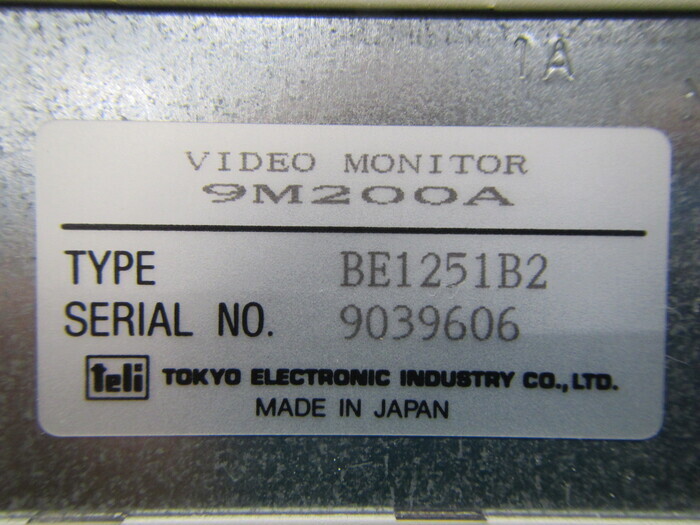 1A
VIDEO MONITOR
9M200A
TYPE BE1251B2
SERIAL NO. 9039606
teli TOKYO ELECTRONIC INDUSTRY CO., LTD.
MADE IN JAPAN